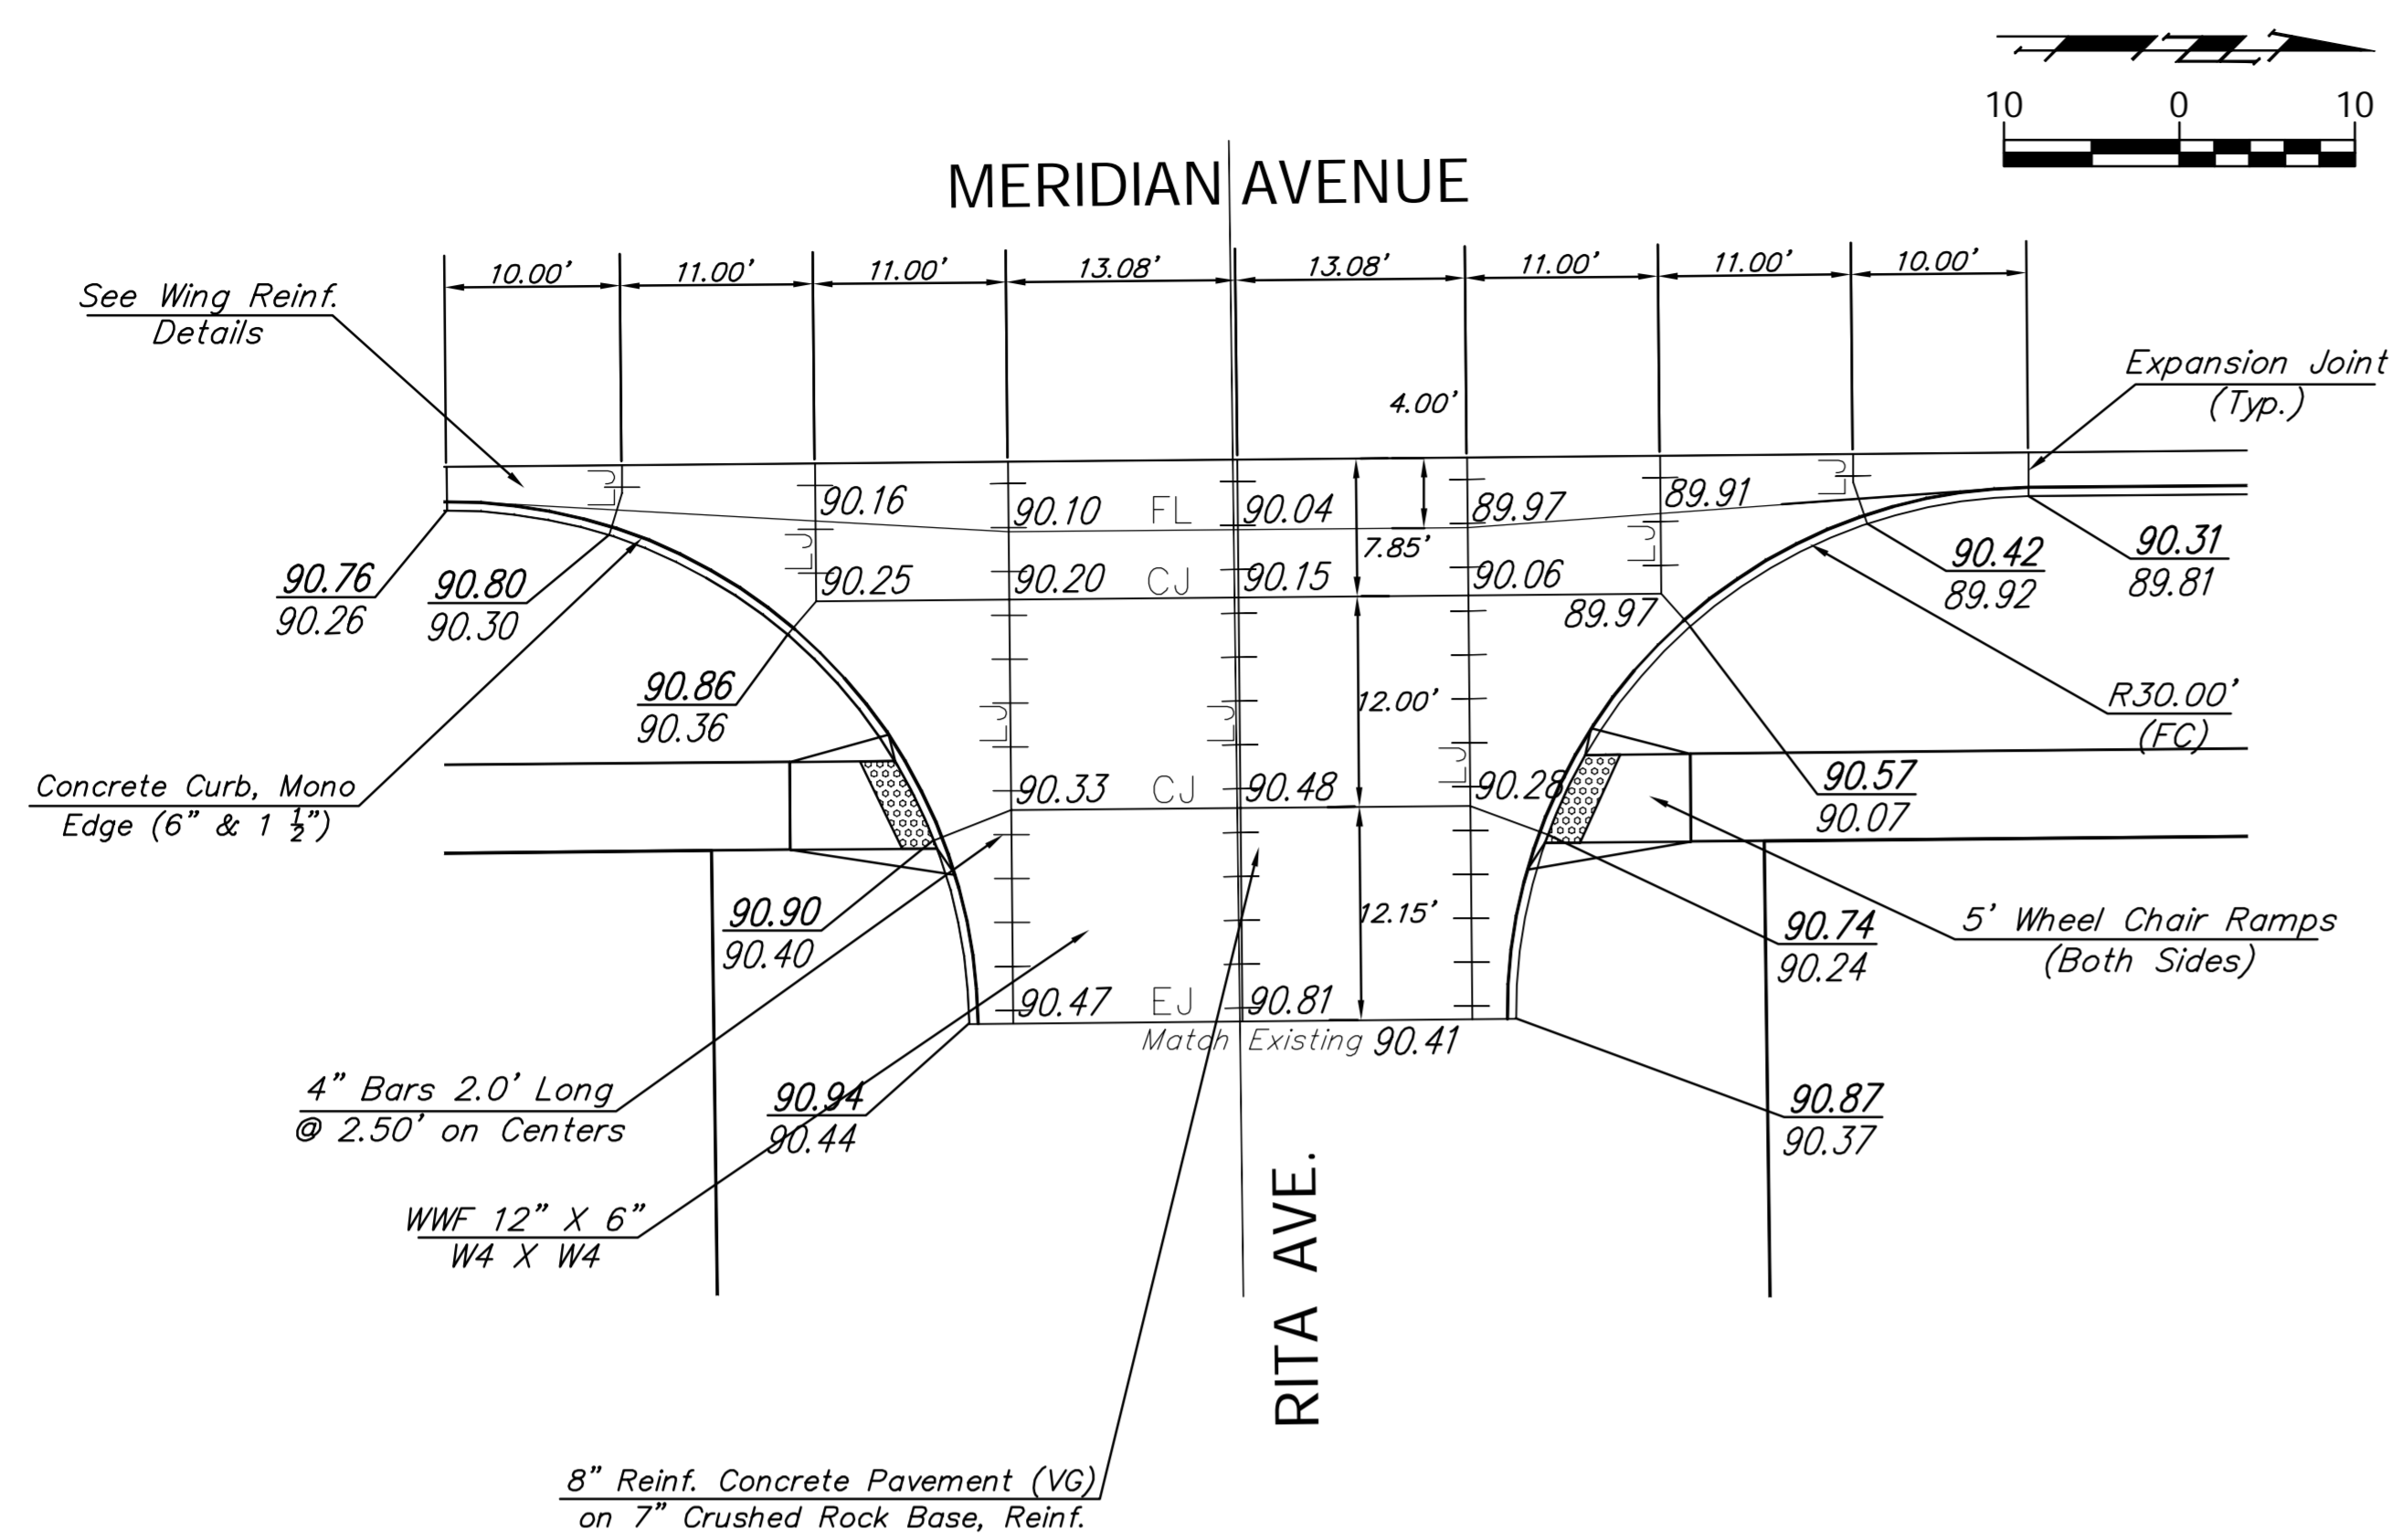 10 0 10
MERIDIAN AVENUE
10.00' 11.00' 11.00' 13.08' 13.08' 11.00' 11.00' 10.00'
See Wing Reinf.
Details
Expansion Joint
(Typ.)
4.00'
LJ LJ
90.16 90.10 FL 90.04 89.97 89.91
7.85'
LJ LJ
90.25 90.20 CJ 90.15 90.06 89.97
90.76
90.26
90.80
90.30
90.42
89.92
90.31
89.81
90.86
90.36
12.00'
LJ LJ LJ
R30.00'
(FC)
Concrete Curb, Mono
Edge (6" & 1 1/2")
90.33 CJ 90.48 90.28
90.57
90.07
90.90
90.40
12.15'
90.74
90.24
5' Wheel Chair Ramps
(Both Sides)
90.47 EJ 90.81
Match Existing 90.41
4" Bars 2.0' Long
@ 2.50' on Centers
90.94
90.44
90.87
90.37
WWF 12" X 6"
W4 X W4
RITA AVE.
8" Reinf. Concrete Pavement (VG)
on 7" Crushed Rock Base, Reinf.